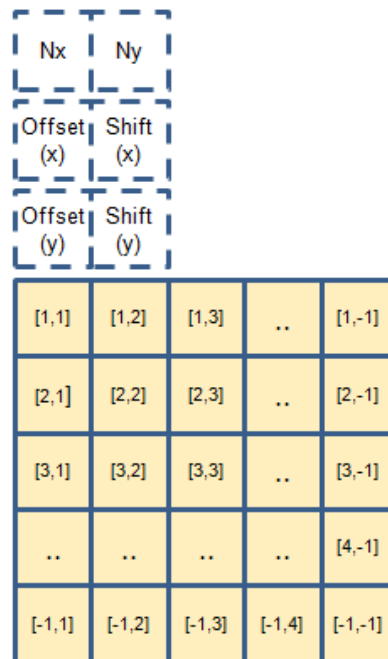 Nx Ny
Offset Shift
(x) (x)
Offset Shift
(y) (y)
[1,1] [1,2] [1,3] .. [1,-1]
[2,1] [2,2] [2,3] .. [2,-1]
[3,1] [3,2] [3,3] .. [3,-1]
.. .. .. .. [4,-1]
[-1,1] [-1,2] [-1,3] [-1,4] [-1,-1]